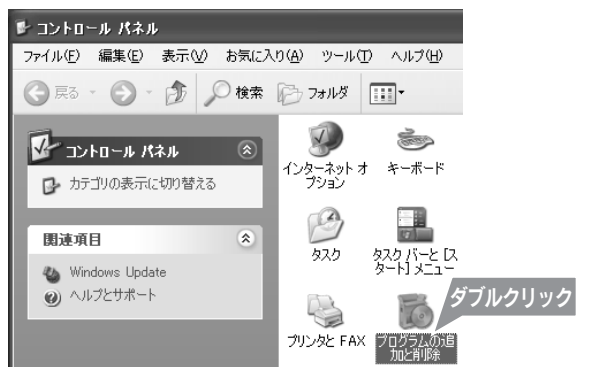 コントロール パネル
ファイル(F) 編集(E) 表示(V) お気に入り(A) ツール(T) ヘルプ(H)
戻る 検索 フォルダ
コントロール パネル
カテゴリの表示に切り替える
関連項目
Windows Update
ヘルプとサポート
インターネット オ
プション
キーボード
タスク
タスク バーと [ス
タート] メニュー
プリンタと FAX
プログラムの追
加と削除
ダブルクリック